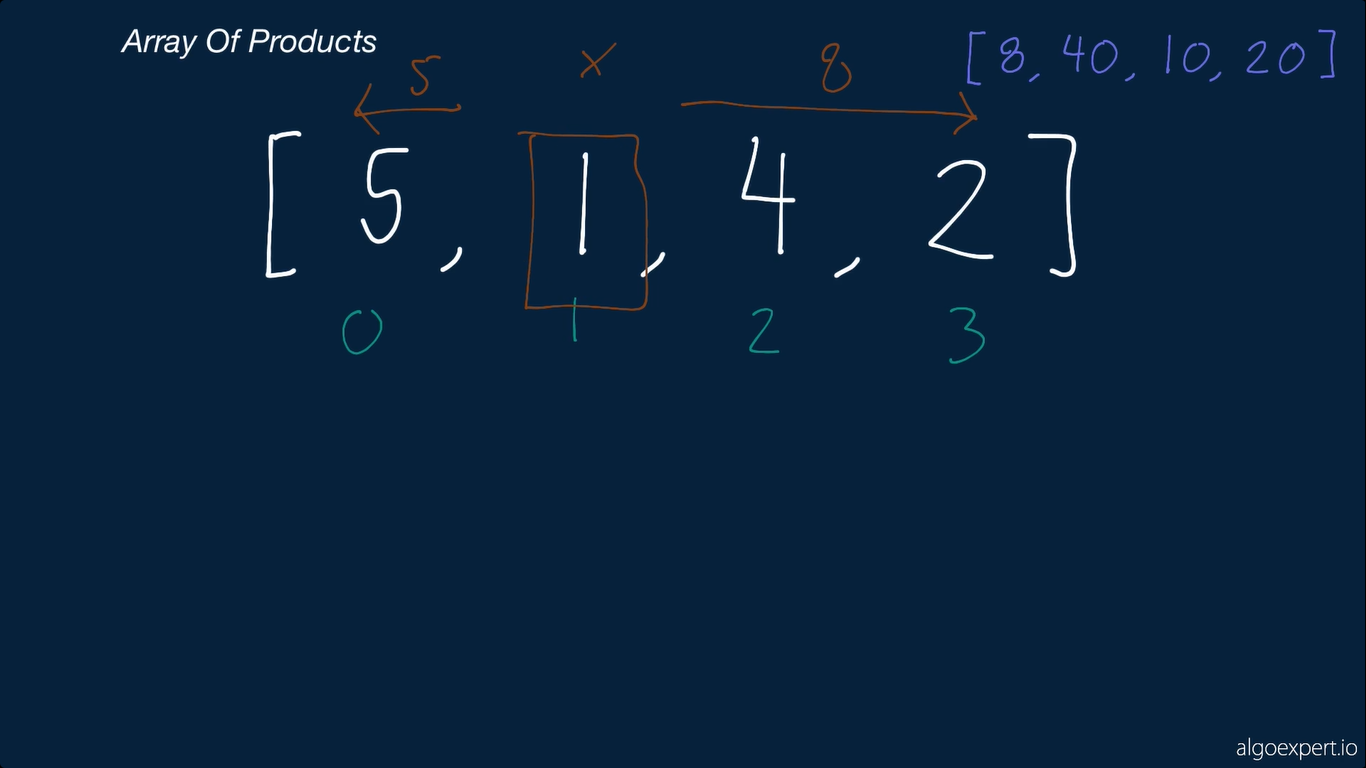 Array Of Products
[8, 40, 10, 20]
5 × 8
[5, 1, 4, 2]
0 1 2 3
algoexpert.io